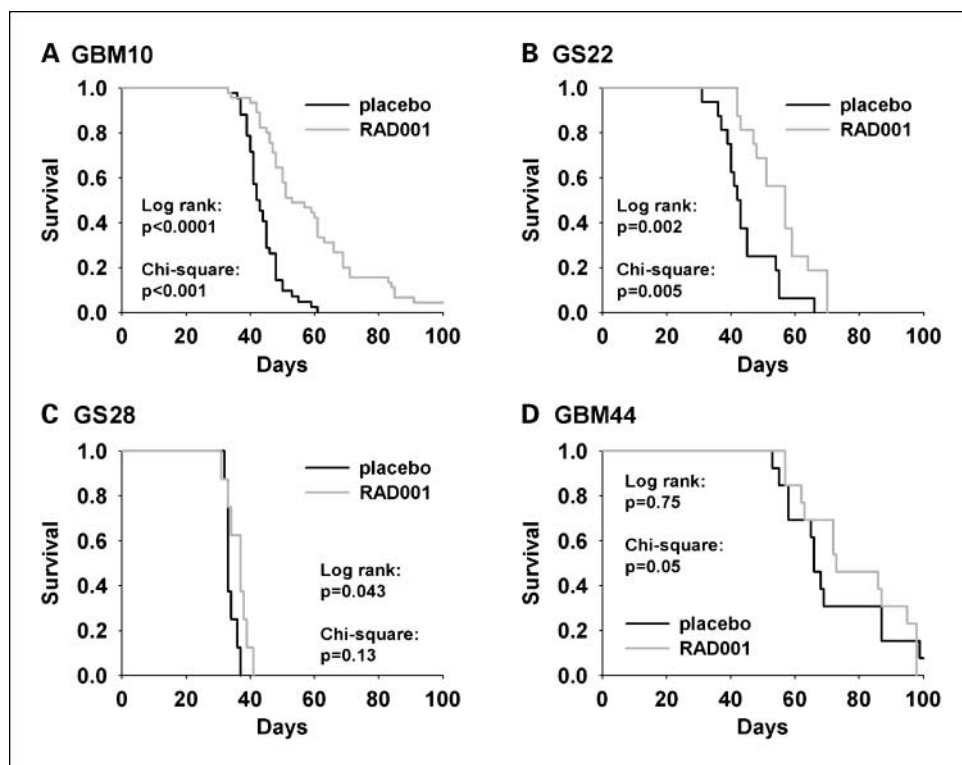 A GBM10
1.0
0.8
0.6
0.4
0.2
0.0
Survival
placebo
RAD001
Log rank:
p<0.0001
Chi-square:
p<0.001
0 20 40 60 80 100
Days
B GS22
1.0
0.8
0.6
0.4
0.2
0.0
Survival
placebo
RAD001
Log rank:
p=0.002
Chi-square:
p=0.005
0 20 40 60 80 100
Days
C GS28
1.0
0.8
0.6
0.4
0.2
0.0
Survival
placebo
RAD001
Log rank:
p=0.043
Chi-square:
p=0.13
0 20 40 60 80 100
Days
D GBM44
1.0
0.8
0.6
0.4
0.2
0.0
Survival
Log rank:
p=0.75
Chi-square:
p=0.05
placebo
RAD001
0 20 40 60 80 100
Days